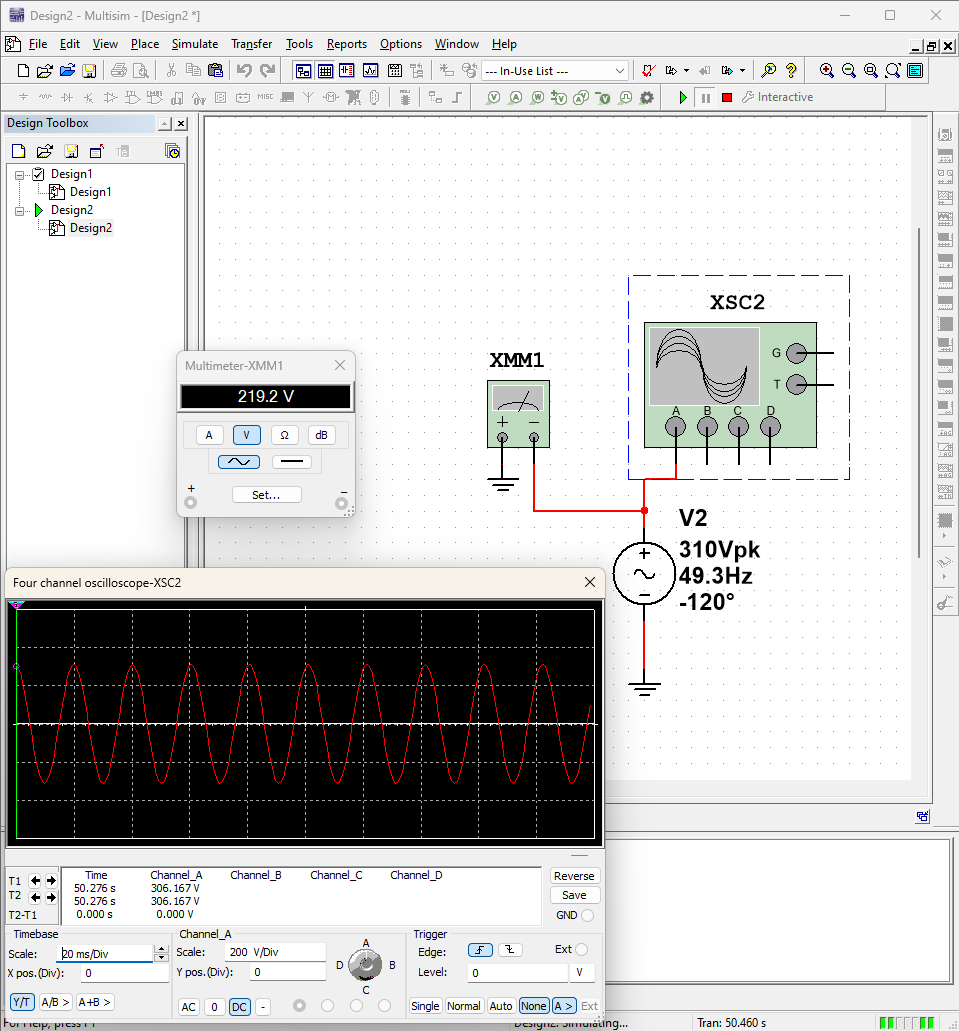 Design2 - Multisim - [Design2 *]
File Edit View Place Simulate Transfer Tools Reports Options Window Help
--- In-Use List ---
MISC
Interactive
Design Toolbox
Design1
Design1
Design2
Design2
XSC2
G
T
A B C D
XMM1
+ −
Multimeter-XMM1
219.2 V
A V Ω dB
+ Set... −
V2
310Vpk
49.3Hz
-120°
Four channel oscilloscope-XSC2
Time Channel_A Channel_B Channel_C Channel_D
T1 50.276 s 306.167 V
T2 50.276 s 306.167 V
T2-T1 0.000 s 0.000 V
Reverse
Save
GND
Timebase
Scale: 20 ms/Div
X pos.(Div): 0
Y/T A/B > A+B >
Channel_A
Scale: 200 V/Div
Y pos.(Div): 0
AC 0 DC -
A
D B
C
Trigger
Edge: Ext
Level: 0 V
Single Normal Auto None A > Ext
For Help, press F1 Design2: Simulating... Tran: 50.460 s